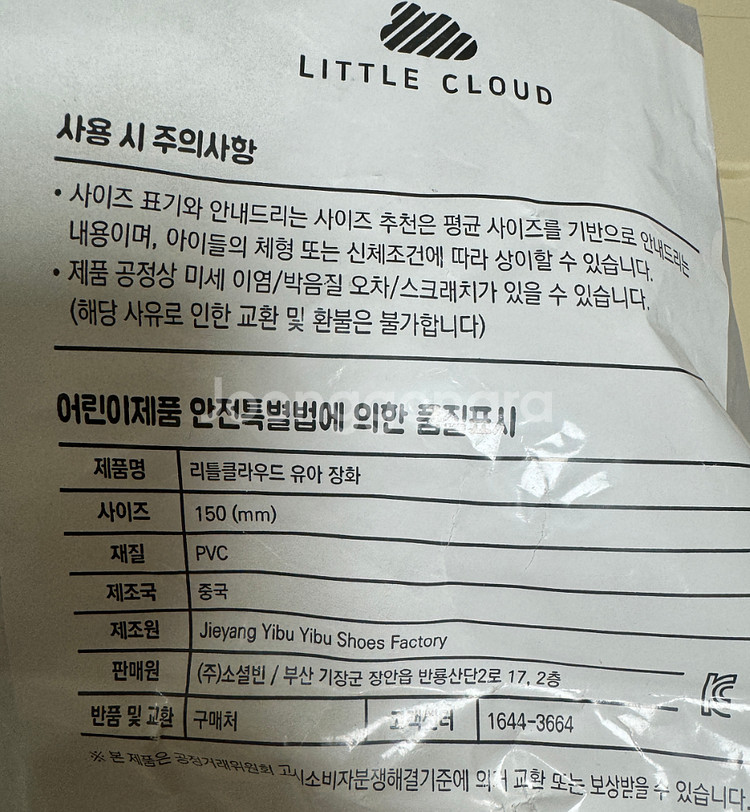 LITTLE CLOUD
사용 시 주의사항
• 사이즈 표기와 안내드리는 사이즈 추천은 평균 사이즈를 기반으로 안내드리는
내용이며, 아이들의 체형 또는 신체조건에 따라 상이할 수 있습니다.
• 제품 공정상 미세 이염/박음질 오차/스크래치가 있을 수 있습니다.
(해당 사유로 인한 교환 및 환불은 불가합니다)
어린이제품 안전특별법에 의한 품질표시
제품명 리틀클라우드 유아 장화
사이즈 150 (mm)
재질 PVC
제조국 중국
제조원 Jieyang Yibu Yibu Shoes Factory
판매원 (주)소셜빈 / 부산 기장군 장안읍 반룡산단2로 17, 2층
반품 및 교환 구매처 고객센터 1644-3664
※ 본 제품은 공정거래위원회 고시소비자분쟁해결기준에 의거 교환 또는 보상받을 수 있습니다.